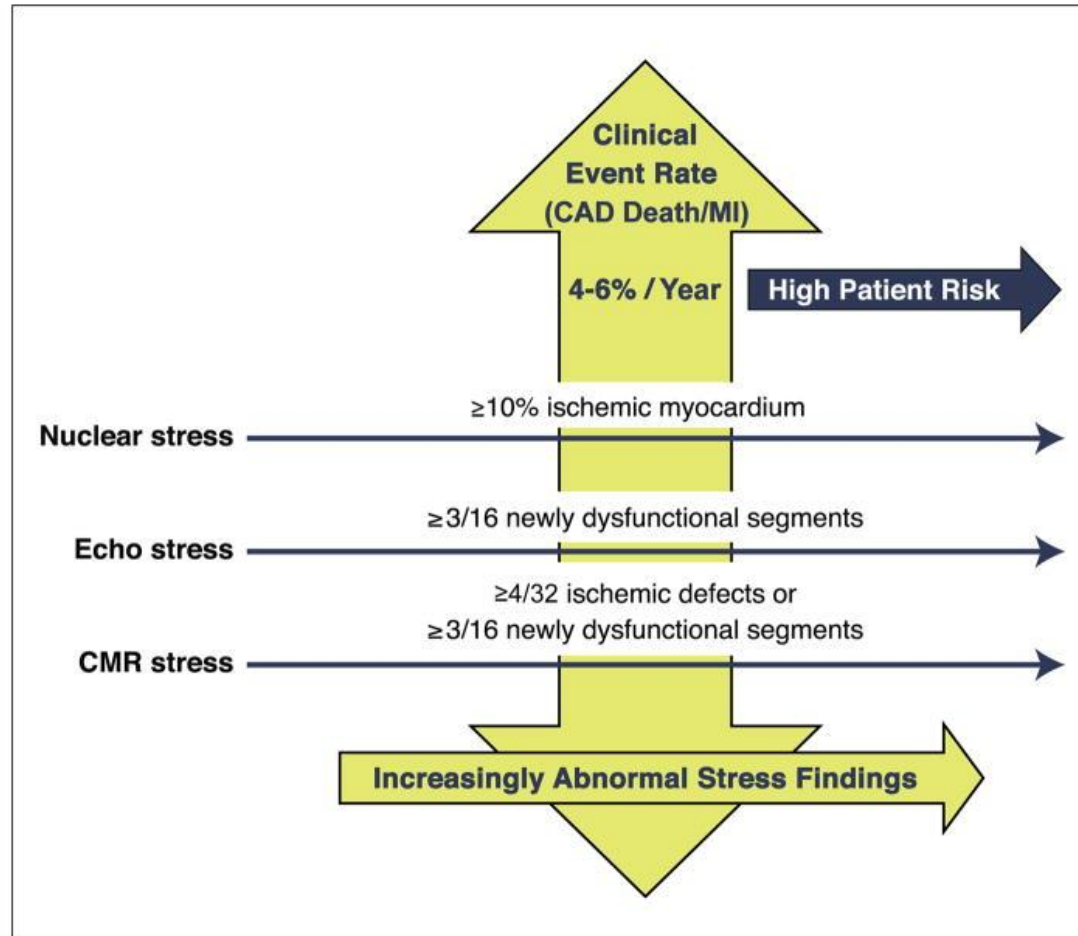 Clinical
Event Rate
(CAD Death/MI)
4-6% / Year
High Patient Risk
≥10% ischemic myocardium
Nuclear stress
≥3/16 newly dysfunctional segments
Echo stress
≥4/32 ischemic defects or
≥3/16 newly dysfunctional segments
CMR stress
Increasingly Abnormal Stress Findings